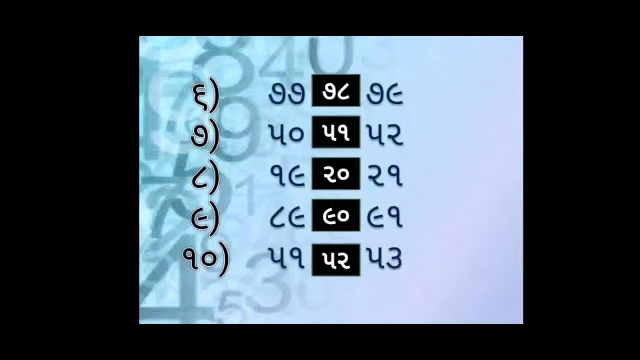 ૬) ૭૭ ૭૮ ૭૯
૭) ૫૦ ૫૧ ૫૨
૮) ૧૯ ૨૦ ૨૧
૯) ૮૯ ૯૦ ૯૧
૧૦) ૫૧ ૫૨ ૫૩